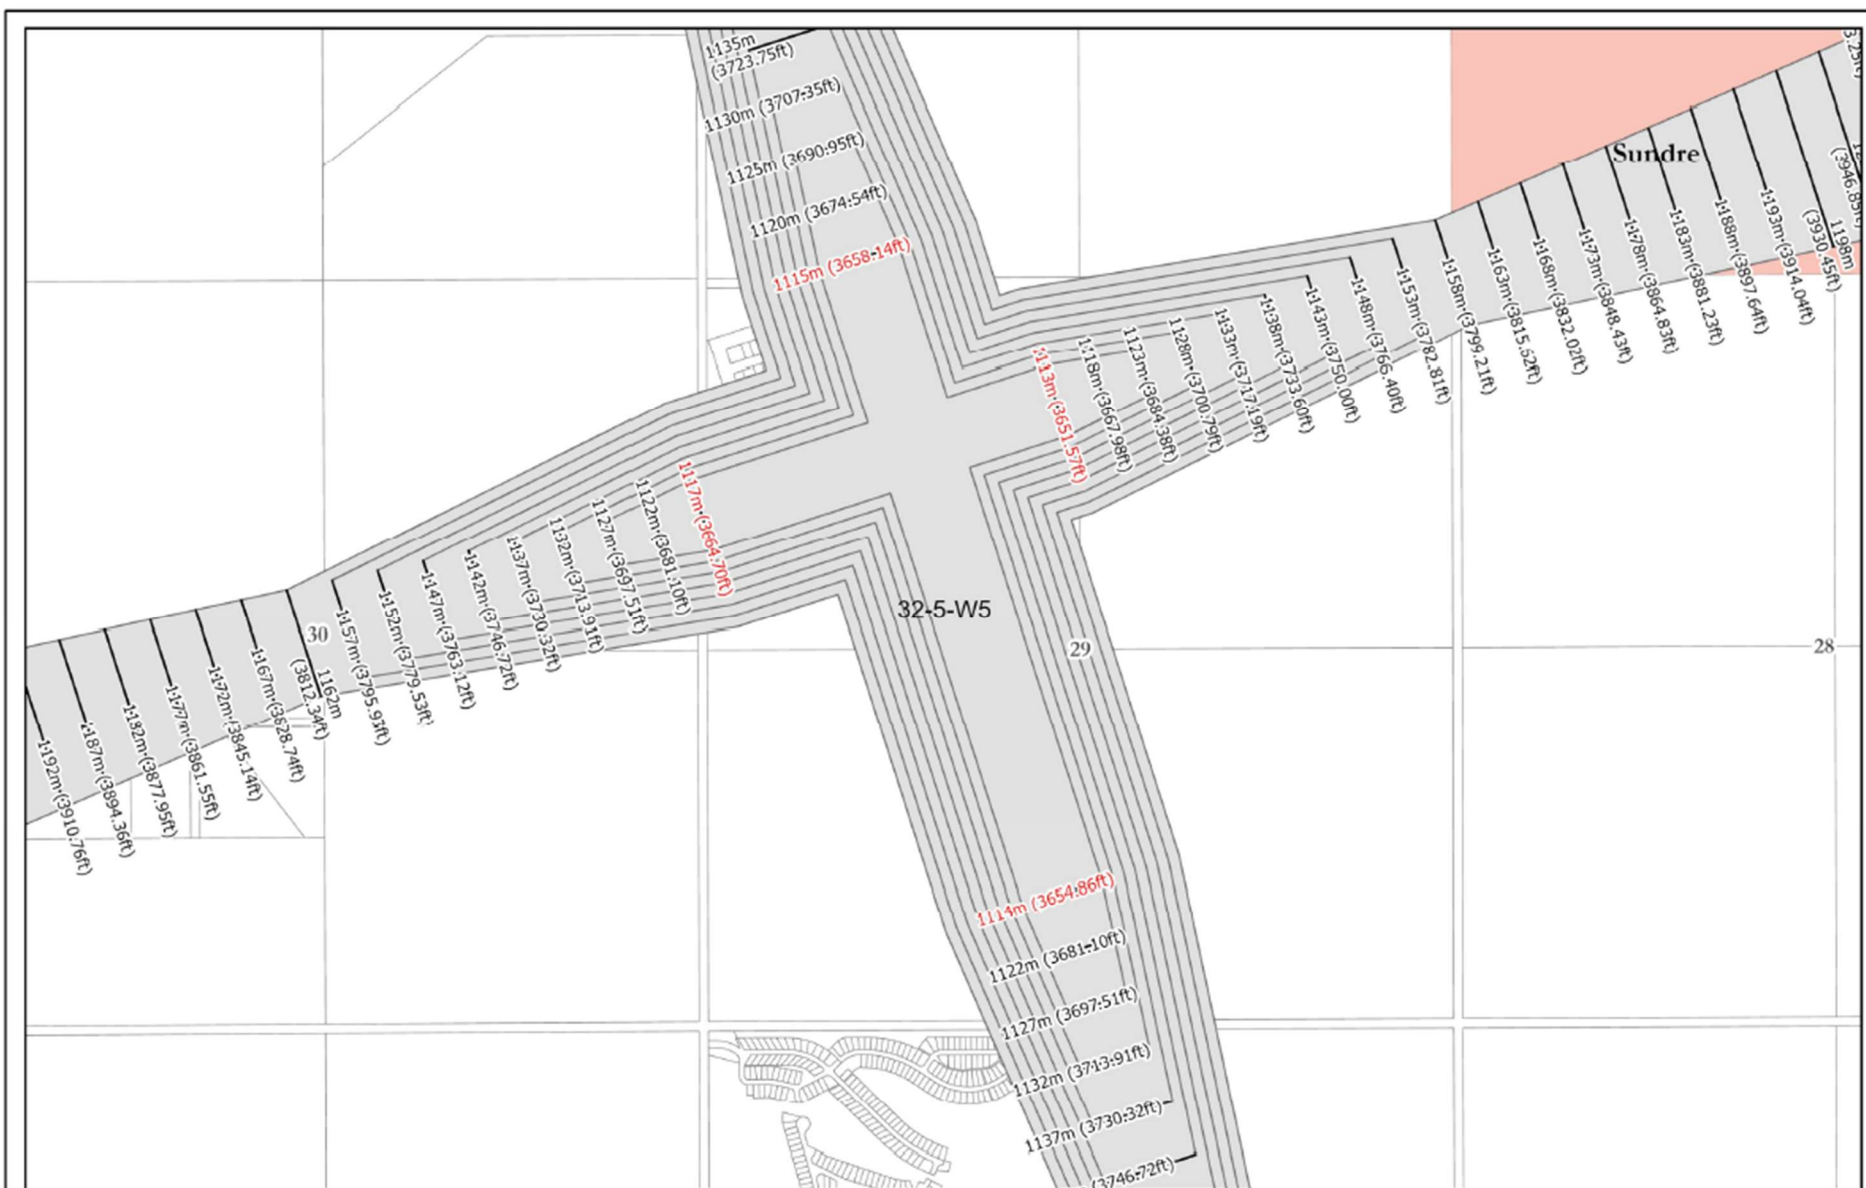 1135m
(3723.75ft)
1130m (3707.35ft)
1125m (3690.95ft)
1120m (3674.54ft)
1115m (3658.14ft)
Sundre
3.25ft)
(3946.85ft)
1198m
(3930.45ft)
1193m (3914.04ft)
1188m (3897.64ft)
1183m (3881.23ft)
1178m (3864.83ft)
1173m (3848.43ft)
1168m (3832.02ft)
1163m (3815.62ft)
1158m (3799.21ft)
1153m (3782.81ft)
1148m (3766.40ft)
1143m (3750.00ft)
1138m (3733.60ft)
1133m (3717.19ft)
1128m (3700.79ft)
1123m (3684.38ft)
1118m (3667.98ft)
1113m (3651.57ft)
1117m (3664.70ft)
1122m (3681.10ft)
1127m (3697.51ft)
1132m (3713.91ft)
1137m (3730.32ft)
1142m (3746.72ft)
1147m (3763.12ft)
1152m (3779.53ft)
1157m (3795.93ft)
1162m
(3812.34ft)
1167m (3828.74ft)
1172m (3845.14ft)
1177m (3861.55ft)
1182m (3877.95ft)
1187m (3894.36ft)
1192m (3910.76ft)
30
32-5-W5
29
28
1114m (3654.86ft)
1122m (3681.10ft)
1127m (3697.51ft)
1132m (3713.91ft)
1137m (3730.32ft)
(3746.72ft)